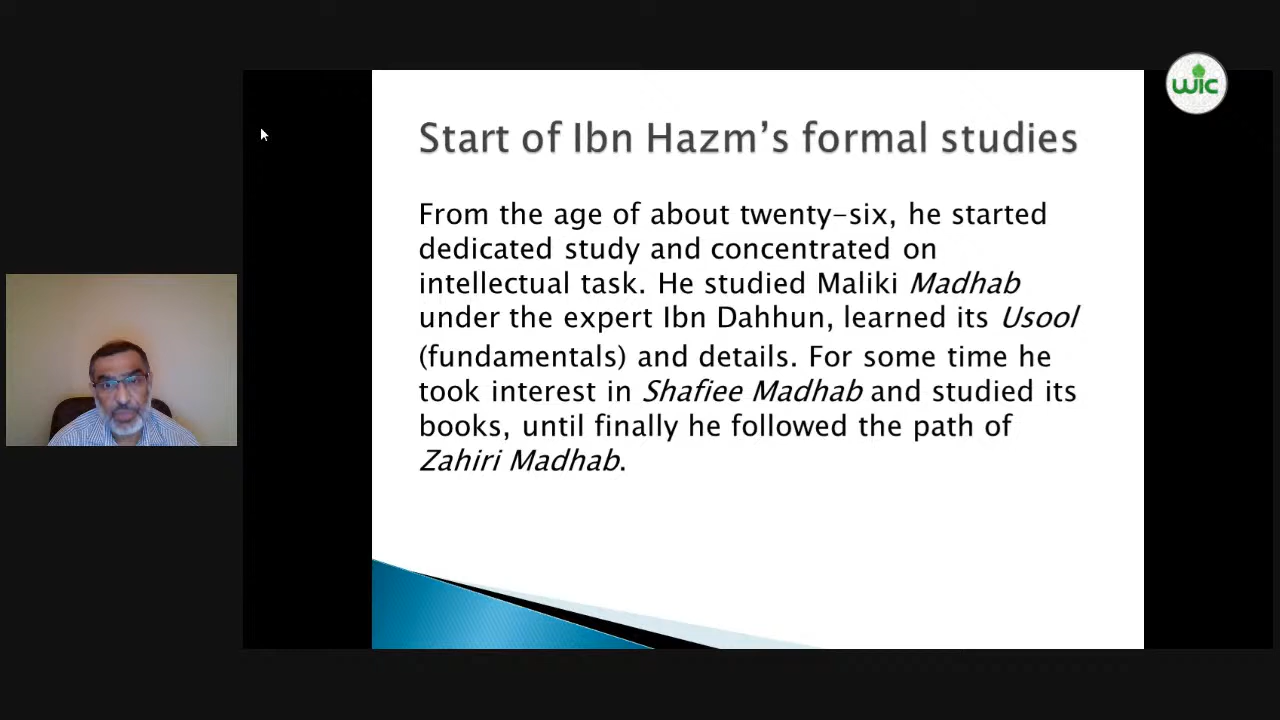 WIC
Start of Ibn Hazm’s formal studies
From the age of about twenty-six, he started
dedicated study and concentrated on
intellectual task. He studied Maliki Madhab
under the expert Ibn Dahhun, learned its Usool
(fundamentals) and details. For some time he
took interest in Shafiee Madhab and studied its
books, until finally he followed the path of
Zahiri Madhab.